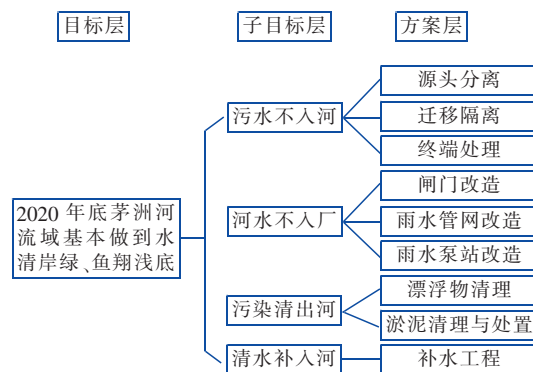 目标层
子目标层
方案层
源头分离
污水不入河
迁移隔离
终端处理
闸门改造
2020 年底茅洲河
流域基本做到水
清岸绿、鱼翔浅底
河水不入厂
雨水管网改造
雨水泵站改造
漂浮物清理
污染清出河
淤泥清理与处置
清水补入河
补水工程